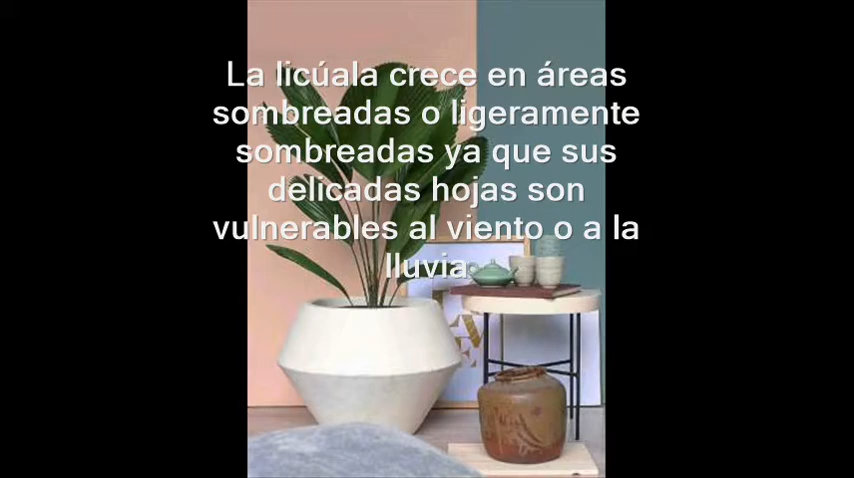 La licúala crece en áreas
sombreadas o ligeramente
sombreadas ya que sus
delicadas hojas son
vulnerables al viento o a la
lluvia